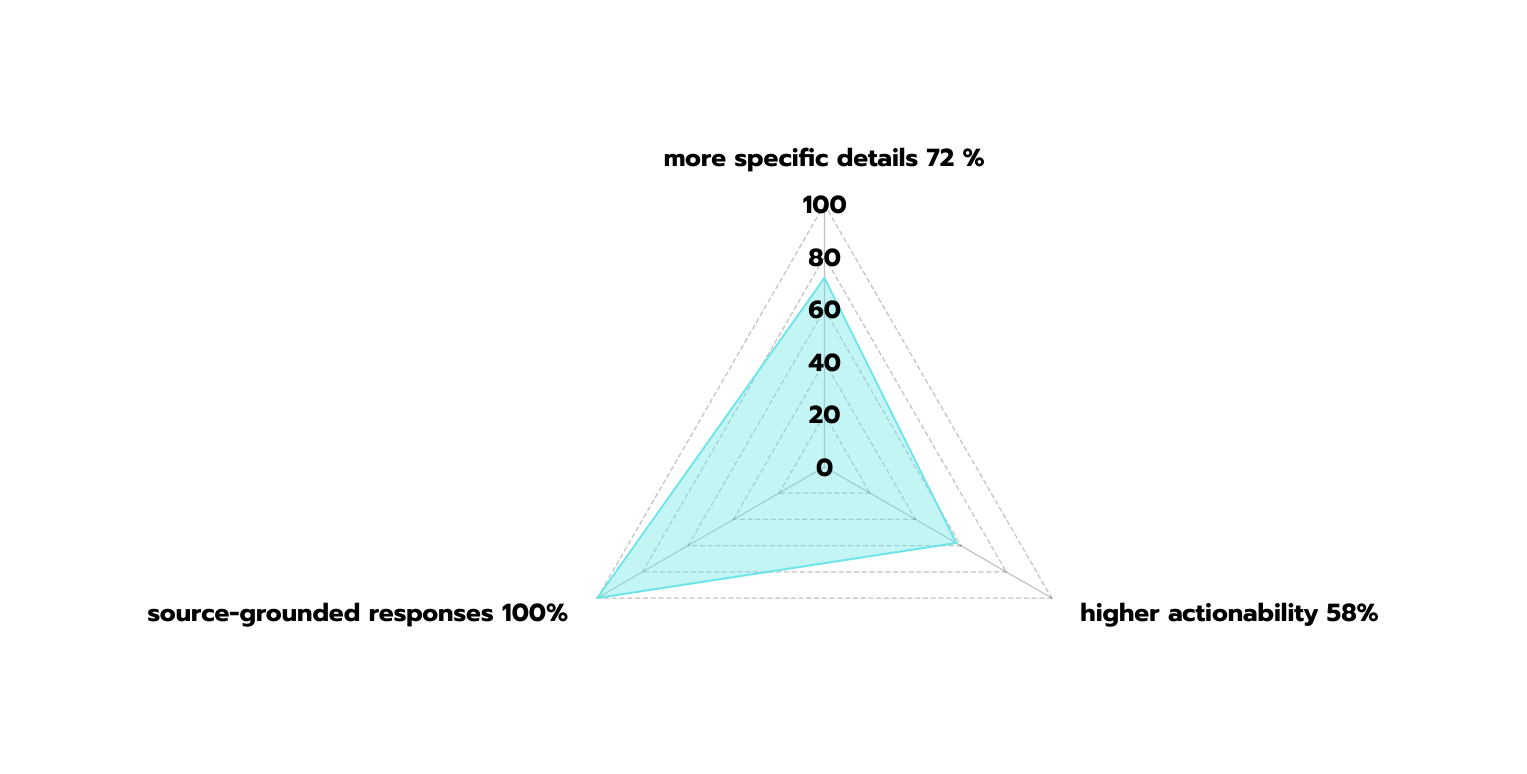 more specific details 72 %
100
80
60
40
20
0
source-grounded responses 100%
higher actionability 58%